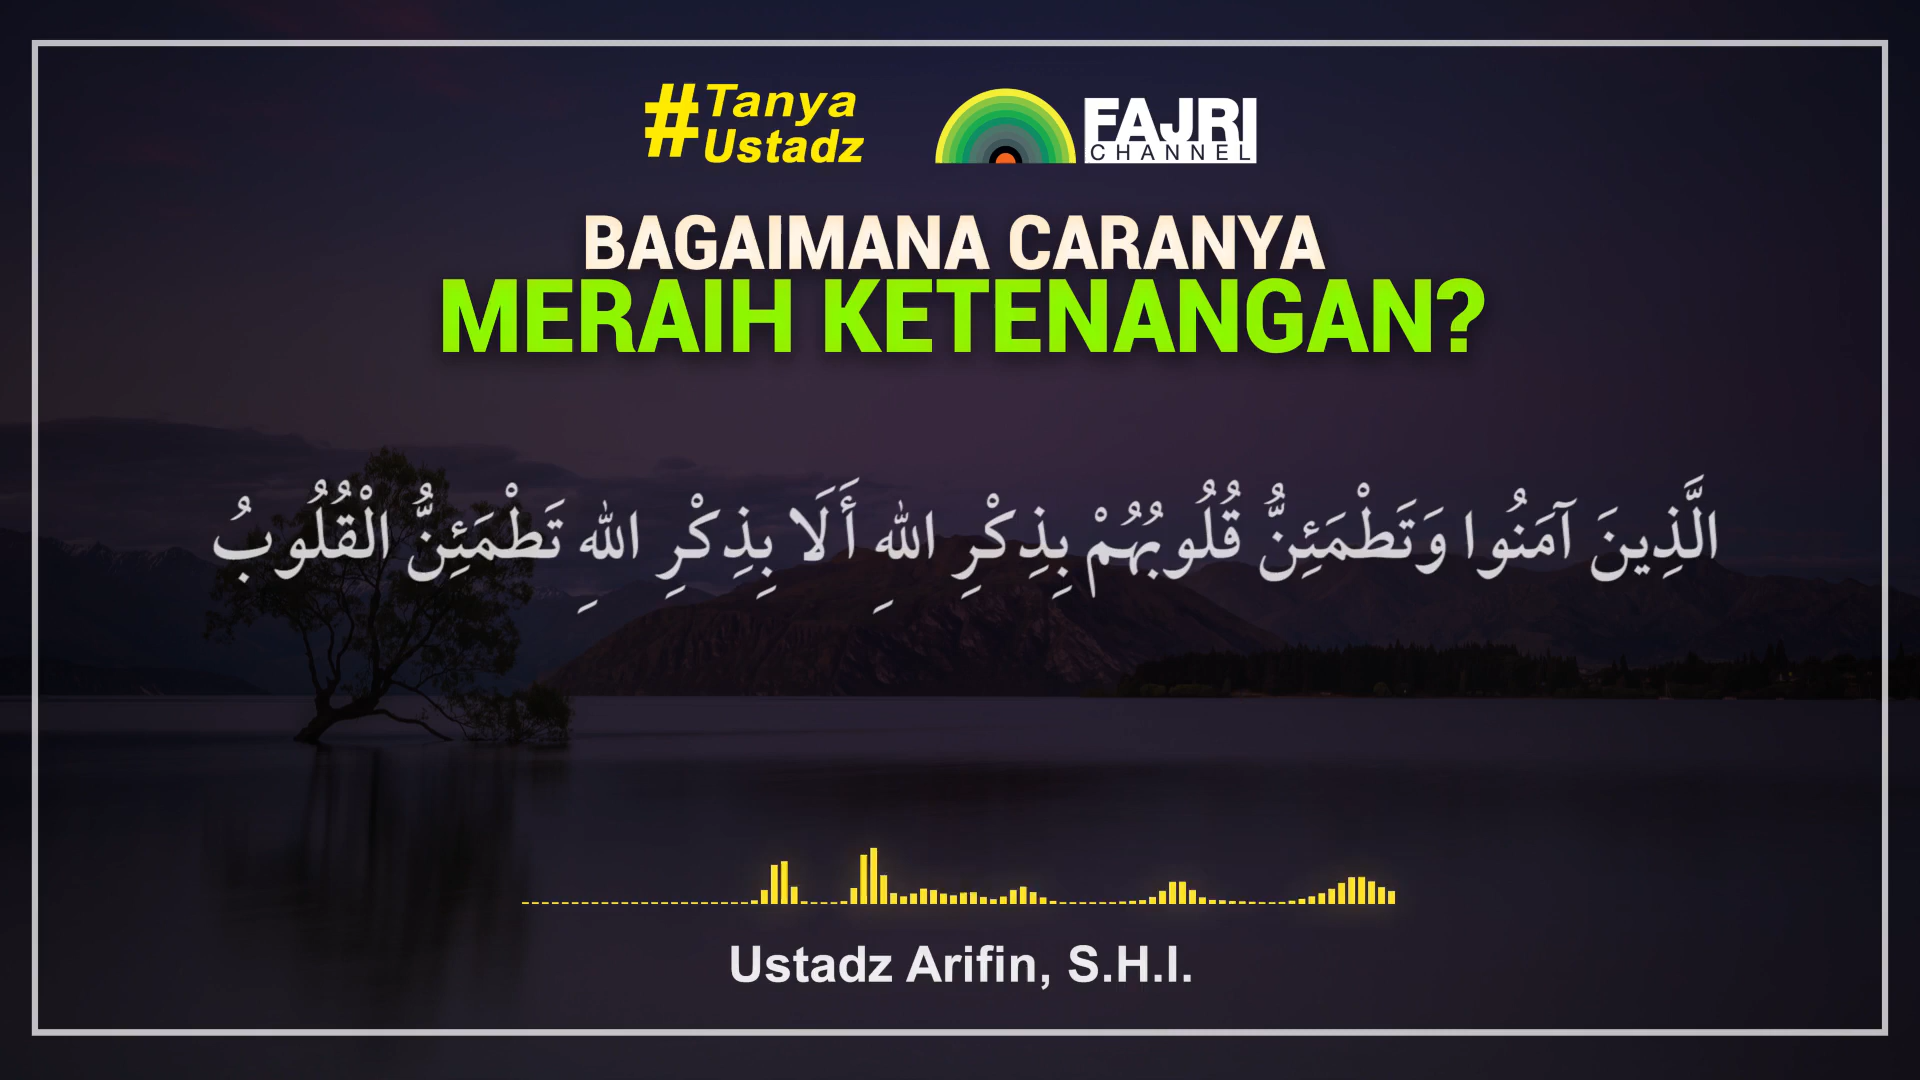 #Tanya
Ustadz
FAJRI
CHANNEL
BAGAIMANA CARANYA
MERAIH KETENANGAN?
الَّذِينَ آمَنُوا وَتَطْمَئِنُّ قُلُوبُهُمْ بِذِكْرِ اللهِ أَلَا بِذِكْرِ اللهِ تَطْمَئِنُّ الْقُلُوبُ
Ustadz Arifin, S.H.I.